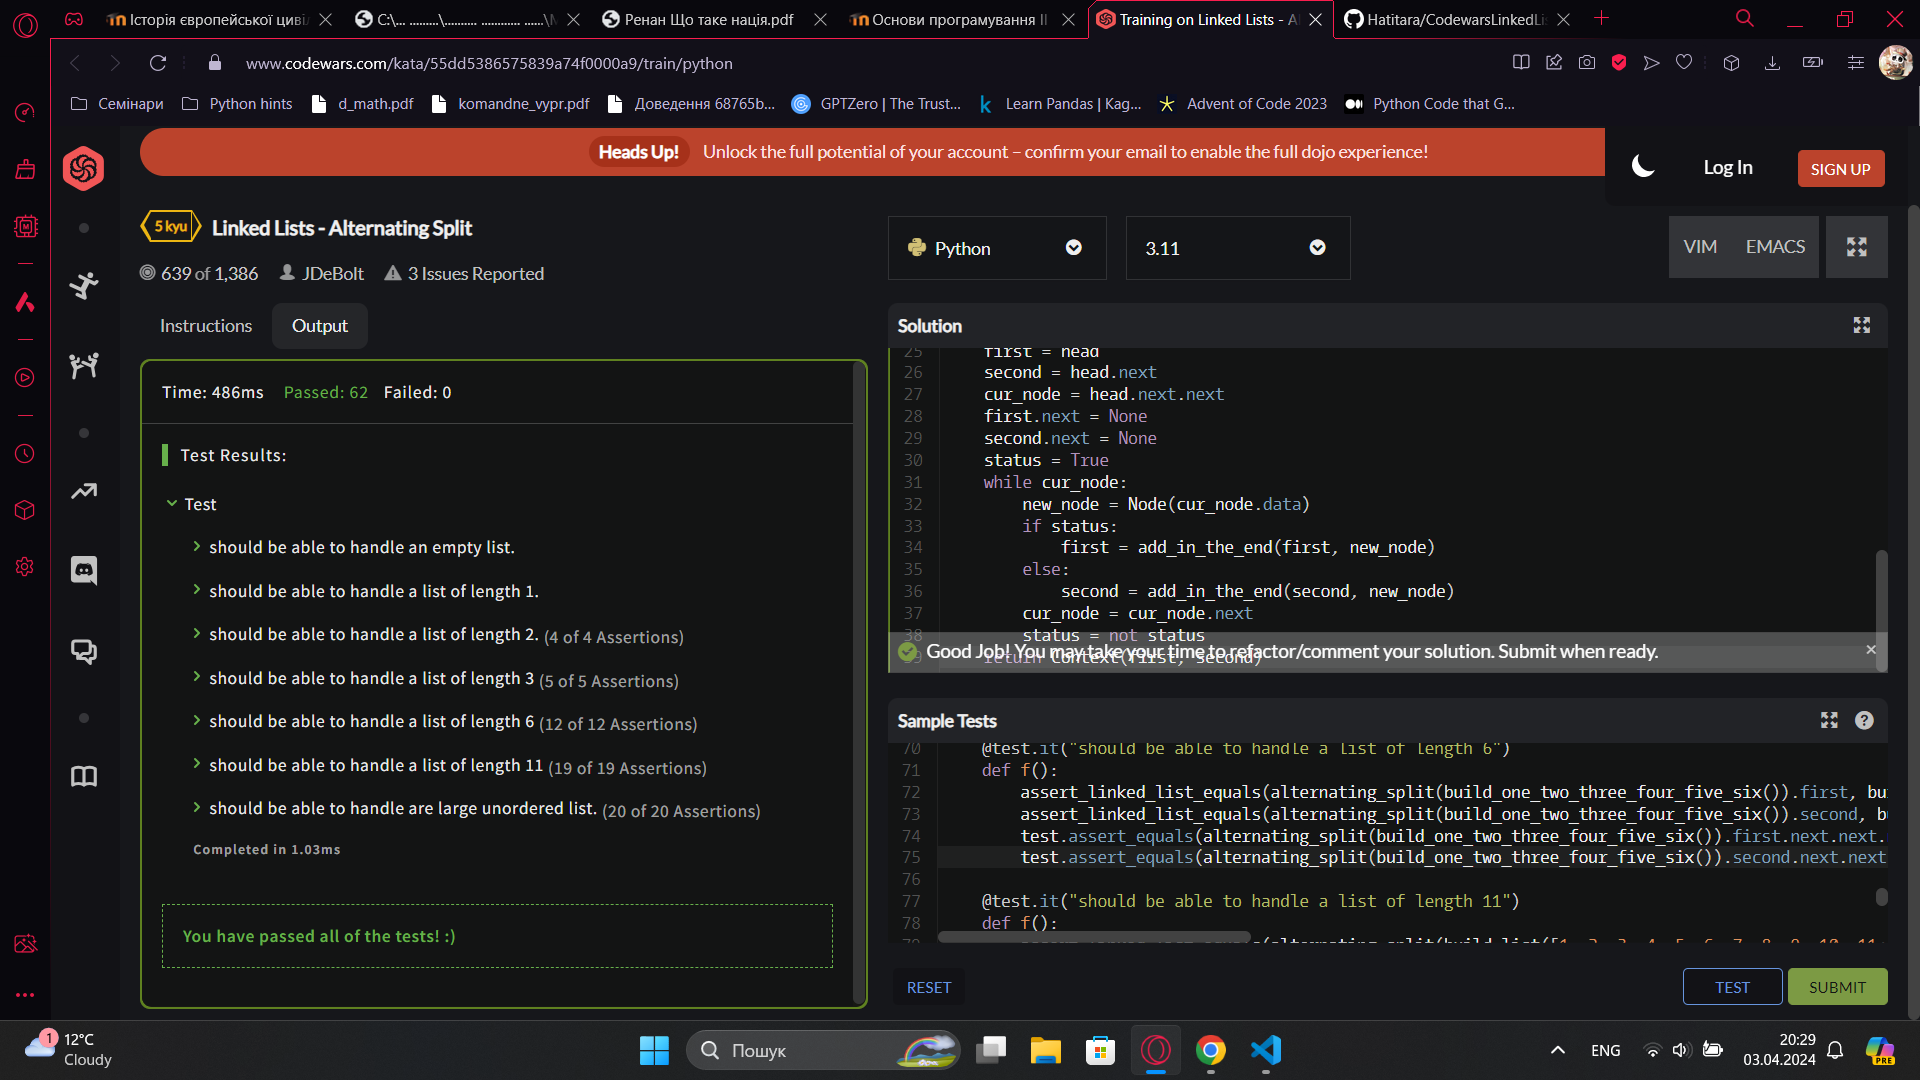 Історія європейської циві
C:\... .........\.......... ............ ......\
Ренан Що таке нація.pdf
Основи програмування ІІ
Training on Linked Lists - A
Hatitara/CodewarsLinkedLi
www.codewars.com/kata/55dd5386575839a74f0000a9/train/python
Семінари
Python hints
d_math.pdf
komandne_vypr.pdf
Доведення 68765b...
GPTZero | The Trust...
Learn Pandas | Kag...
Advent of Code 2023
Python Code that G...
Heads Up! Unlock the full potential of your account – confirm your email to enable the full dojo experience!
Log In
SIGN UP
5 kyu
Linked Lists - Alternating Split
639 of 1,386
JDeBolt
3 Issues Reported
Python
3.11
VIM
EMACS
Instructions
Output
Time: 486ms Passed: 62 Failed: 0
Test Results:
Test
should be able to handle an empty list.
should be able to handle a list of length 1.
should be able to handle a list of length 2. (4 of 4 Assertions)
should be able to handle a list of length 3 (5 of 5 Assertions)
should be able to handle a list of length 6 (12 of 12 Assertions)
should be able to handle a list of length 11 (19 of 19 Assertions)
should be able to handle are large unordered list. (20 of 20 Assertions)
Completed in 1.03ms
You have passed all of the tests! :)
Solution
25 first = head
26 second = head.next
27 cur_node = head.next.next
28 first.next = None
29 second.next = None
30 status = True
31 while cur_node:
32 new_node = Node(cur_node.data)
33 if status:
34 first = add_in_the_end(first, new_node)
35 else:
36 second = add_in_the_end(second, new_node)
37 cur_node = cur_node.next
38 status = not status
39 return Context(first, second)
Good Job! You may take your time to refactor/comment your solution. Submit when ready.
Sample Tests
70 @test.it("should be able to handle a list of length 6")
71 def f():
72 assert_linked_list_equals(alternating_split(build_one_two_three_four_five_six()).first, bu
73 assert_linked_list_equals(alternating_split(build_one_two_three_four_five_six()).second, b
74 test.assert_equals(alternating_split(build_one_two_three_four_five_six()).first.next.next.
75 test.assert_equals(alternating_split(build_one_two_three_four_five_six()).second.next.next
76
77 @test.it("should be able to handle a list of length 11")
78 def f():
RESET
TEST
SUBMIT
1
12°C
Cloudy
Пошук
ENG
20:29
03.04.2024
PRE